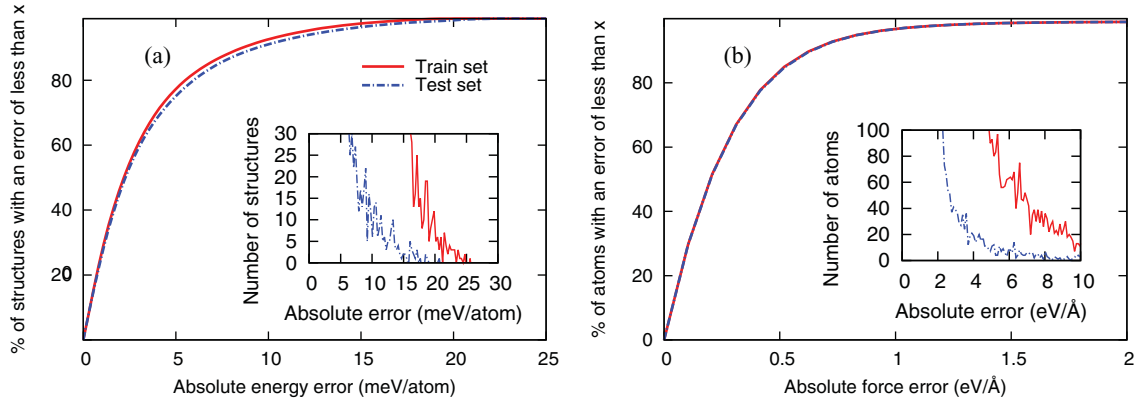 % of structures with an error of less than x
(a)
Train set
Test set
80
60
40
20
0
0
0 5 10 15 20 25
Absolute energy error (meV/atom)
Number of structures
30
25
20
15
10
5
0
0 10 15 20 30
Absolute error (meV/atom)
% of atoms with an error of less than x
(b)
80
60
40
20
0
0 0.5 1 1.5 2
Absolute force error (eV/Å)
Number of atoms
100
80
60
40
20
0
0 2 4 6 8 10
Absolute error (eV/Å)